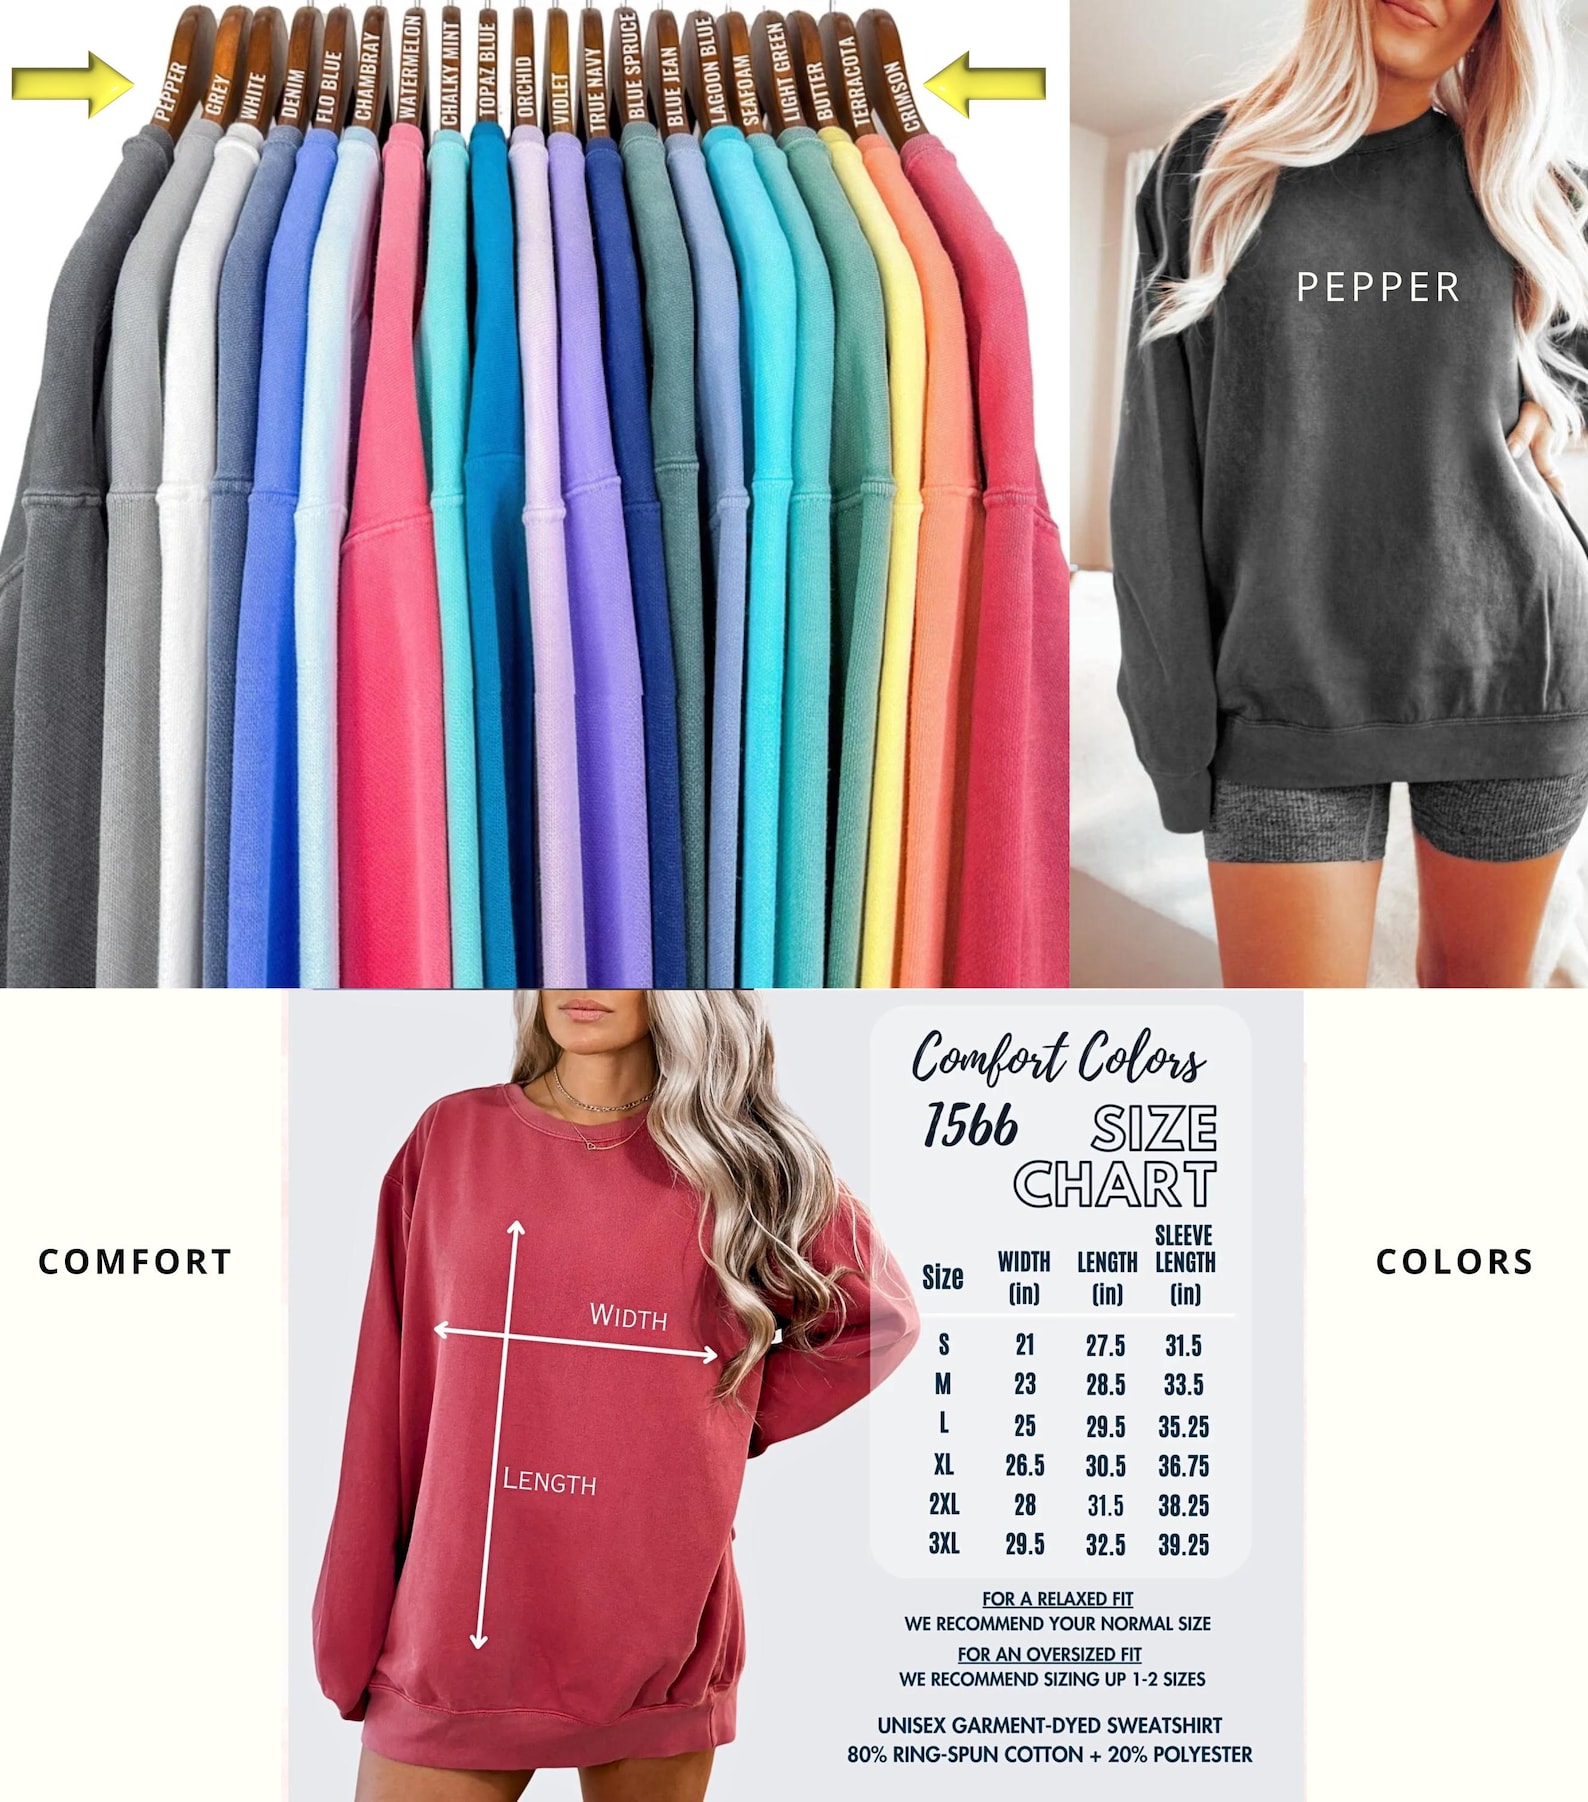 PEPPER
GREY
WHITE
DENIM
FLO BLUE
CHAMBRAY
WATERMELON
CHALKY MINT
TOPAZ BLUE
ORCHID
VIOLET
TRUE NAVY
BLUE SPRUCE
BLUE JEAN
LAGOON BLUE
SEAFOAM
LIGHT GREEN
BUTTER
TERRACOTA
CRIMSON
PEPPER
COMFORT
WIDTH
LENGTH
Comfort Colors
1566 SIZE
CHART
Size WIDTH (in) LENGTH (in) SLEEVE LENGTH (in)
S 21 27.5 31.5
M 23 28.5 33.5
L 25 29.5 35.25
XL 26.5 30.5 36.75
2XL 28 31.5 38.25
3XL 29.5 32.5 39.25
FOR A RELAXED FIT
WE RECOMMEND YOUR NORMAL SIZE
FOR AN OVERSIZED FIT
WE RECOMMEND SIZING UP 1-2 SIZES
UNISEX GARMENT-DYED SWEATSHIRT
80% RING-SPUN COTTON + 20% POLYESTER
COLORS